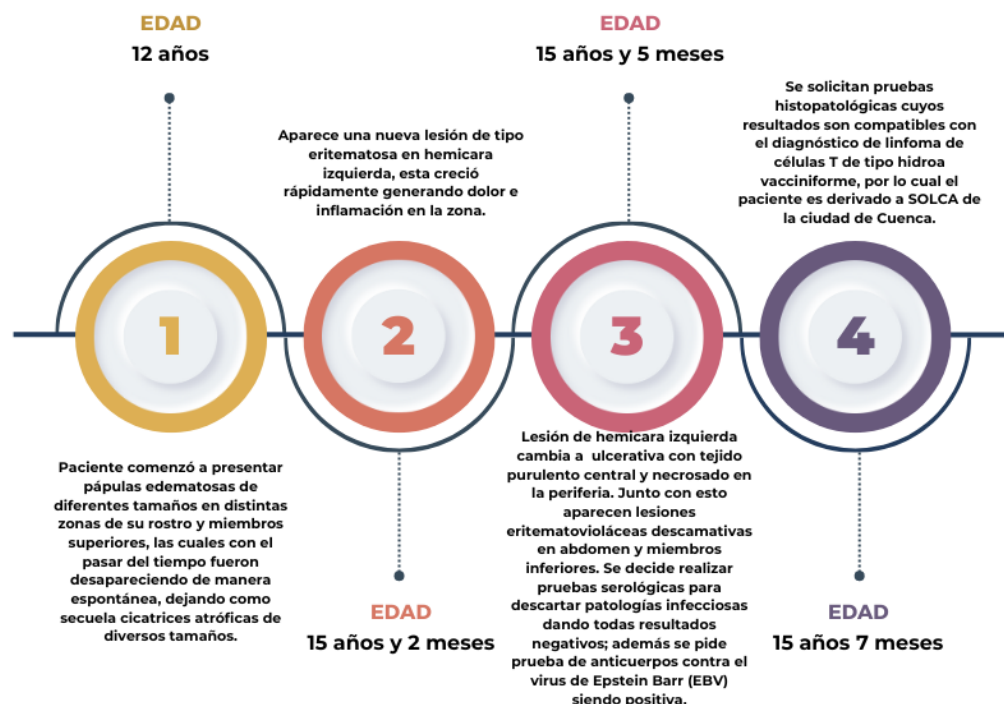 EDAD
12 años
1
Paciente comenzó a presentar
pápulas edematosas de
diferentes tamaños en distintas
zonas de su rostro y miembros
superiores, las cuales con el
pasar del tiempo fueron
desapareciendo de manera
espontánea, dejando como
secuela cicatrices atróficas de
diversos tamaños.
Aparece una nueva lesión de tipo
eritematosa en hemicara
izquierda, esta creció
rápidamente generando dolor e
inflamación en la zona.
2
EDAD
15 años y 2 meses
EDAD
15 años y 5 meses
3
Lesión de hemicara izquierda
cambia a ulcerativa con tejido
purulento central y necrosado en
la periferia. Junto con esto
aparecen lesiones
eritematovioláceas descamativas
en abdomen y miembros
inferiores. Se decide realizar
pruebas serológicas para
descartar patologías infecciosas
dando todas resultados
negativos; además se pide
prueba de anticuerpos contra el
virus de Epstein Barr (EBV)
siendo positiva.
Se solicitan pruebas
histopatológicas cuyos
resultados son compatibles con
el diagnóstico de linfoma de
células T de tipo hidroa
vacciniforme, por lo cual el
paciente es derivado a SOLCA de
la ciudad de Cuenca.
4
EDAD
15 años 7 meses